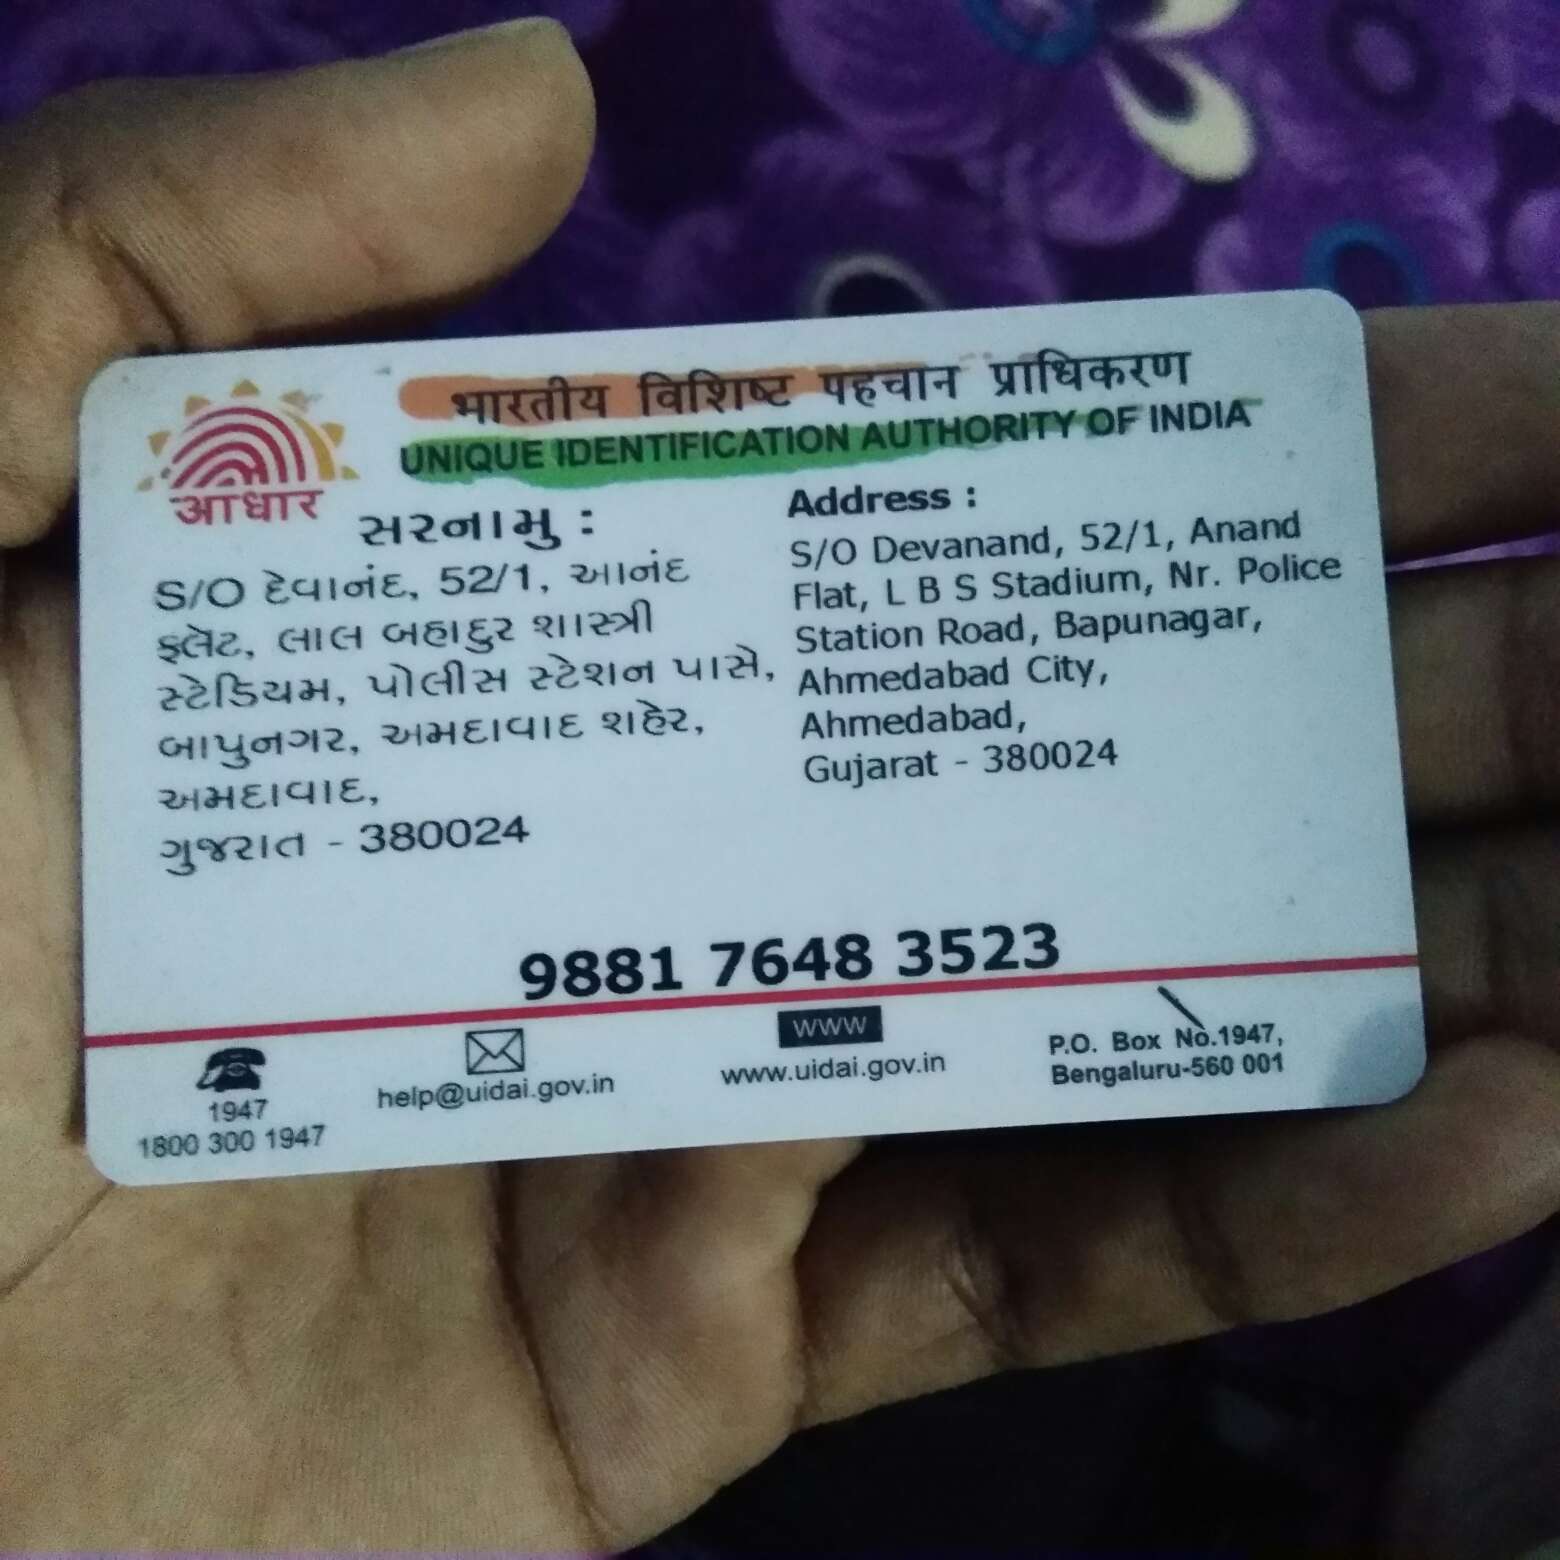 भारतीय विशिष्ट पहचान प्राधिकरण
UNIQUE IDENTIFICATION AUTHORITY OF INDIA
आधार
સરનામુ :
S/O દેવાનંદ, 52/1, આનંદ
ફ્લેટ, લાલ બહાદુર શાસ્ત્રી
સ્ટેડિયમ, પોલીસ સ્ટેશન પાસે,
બાપુનગર, અમદાવાદ શહેર,
અમદાવાદ,
ગુજરાત - 380024
Address :
S/O Devanand, 52/1, Anand
Flat, L B S Stadium, Nr. Police
Station Road, Bapunagar,
Ahmedabad City,
Ahmedabad,
Gujarat - 380024
9881 7648 3523
1947
1800 300 1947
help@uidai.gov.in
www
www.uidai.gov.in
P.O. Box No.1947,
Bengaluru-560 001